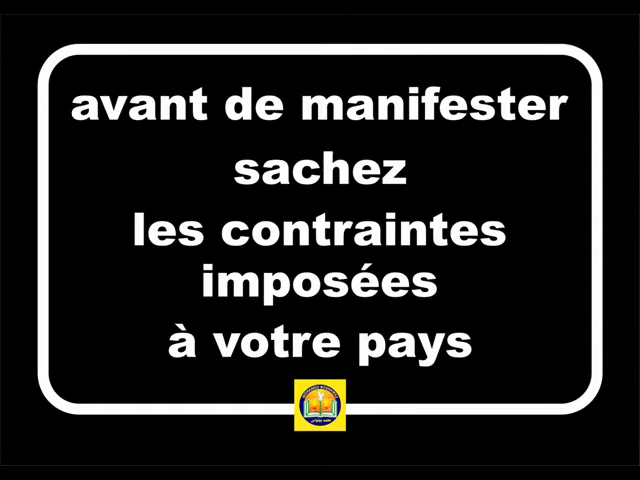 avant de manifester
sachez
les contraintes
imposées
à votre pays